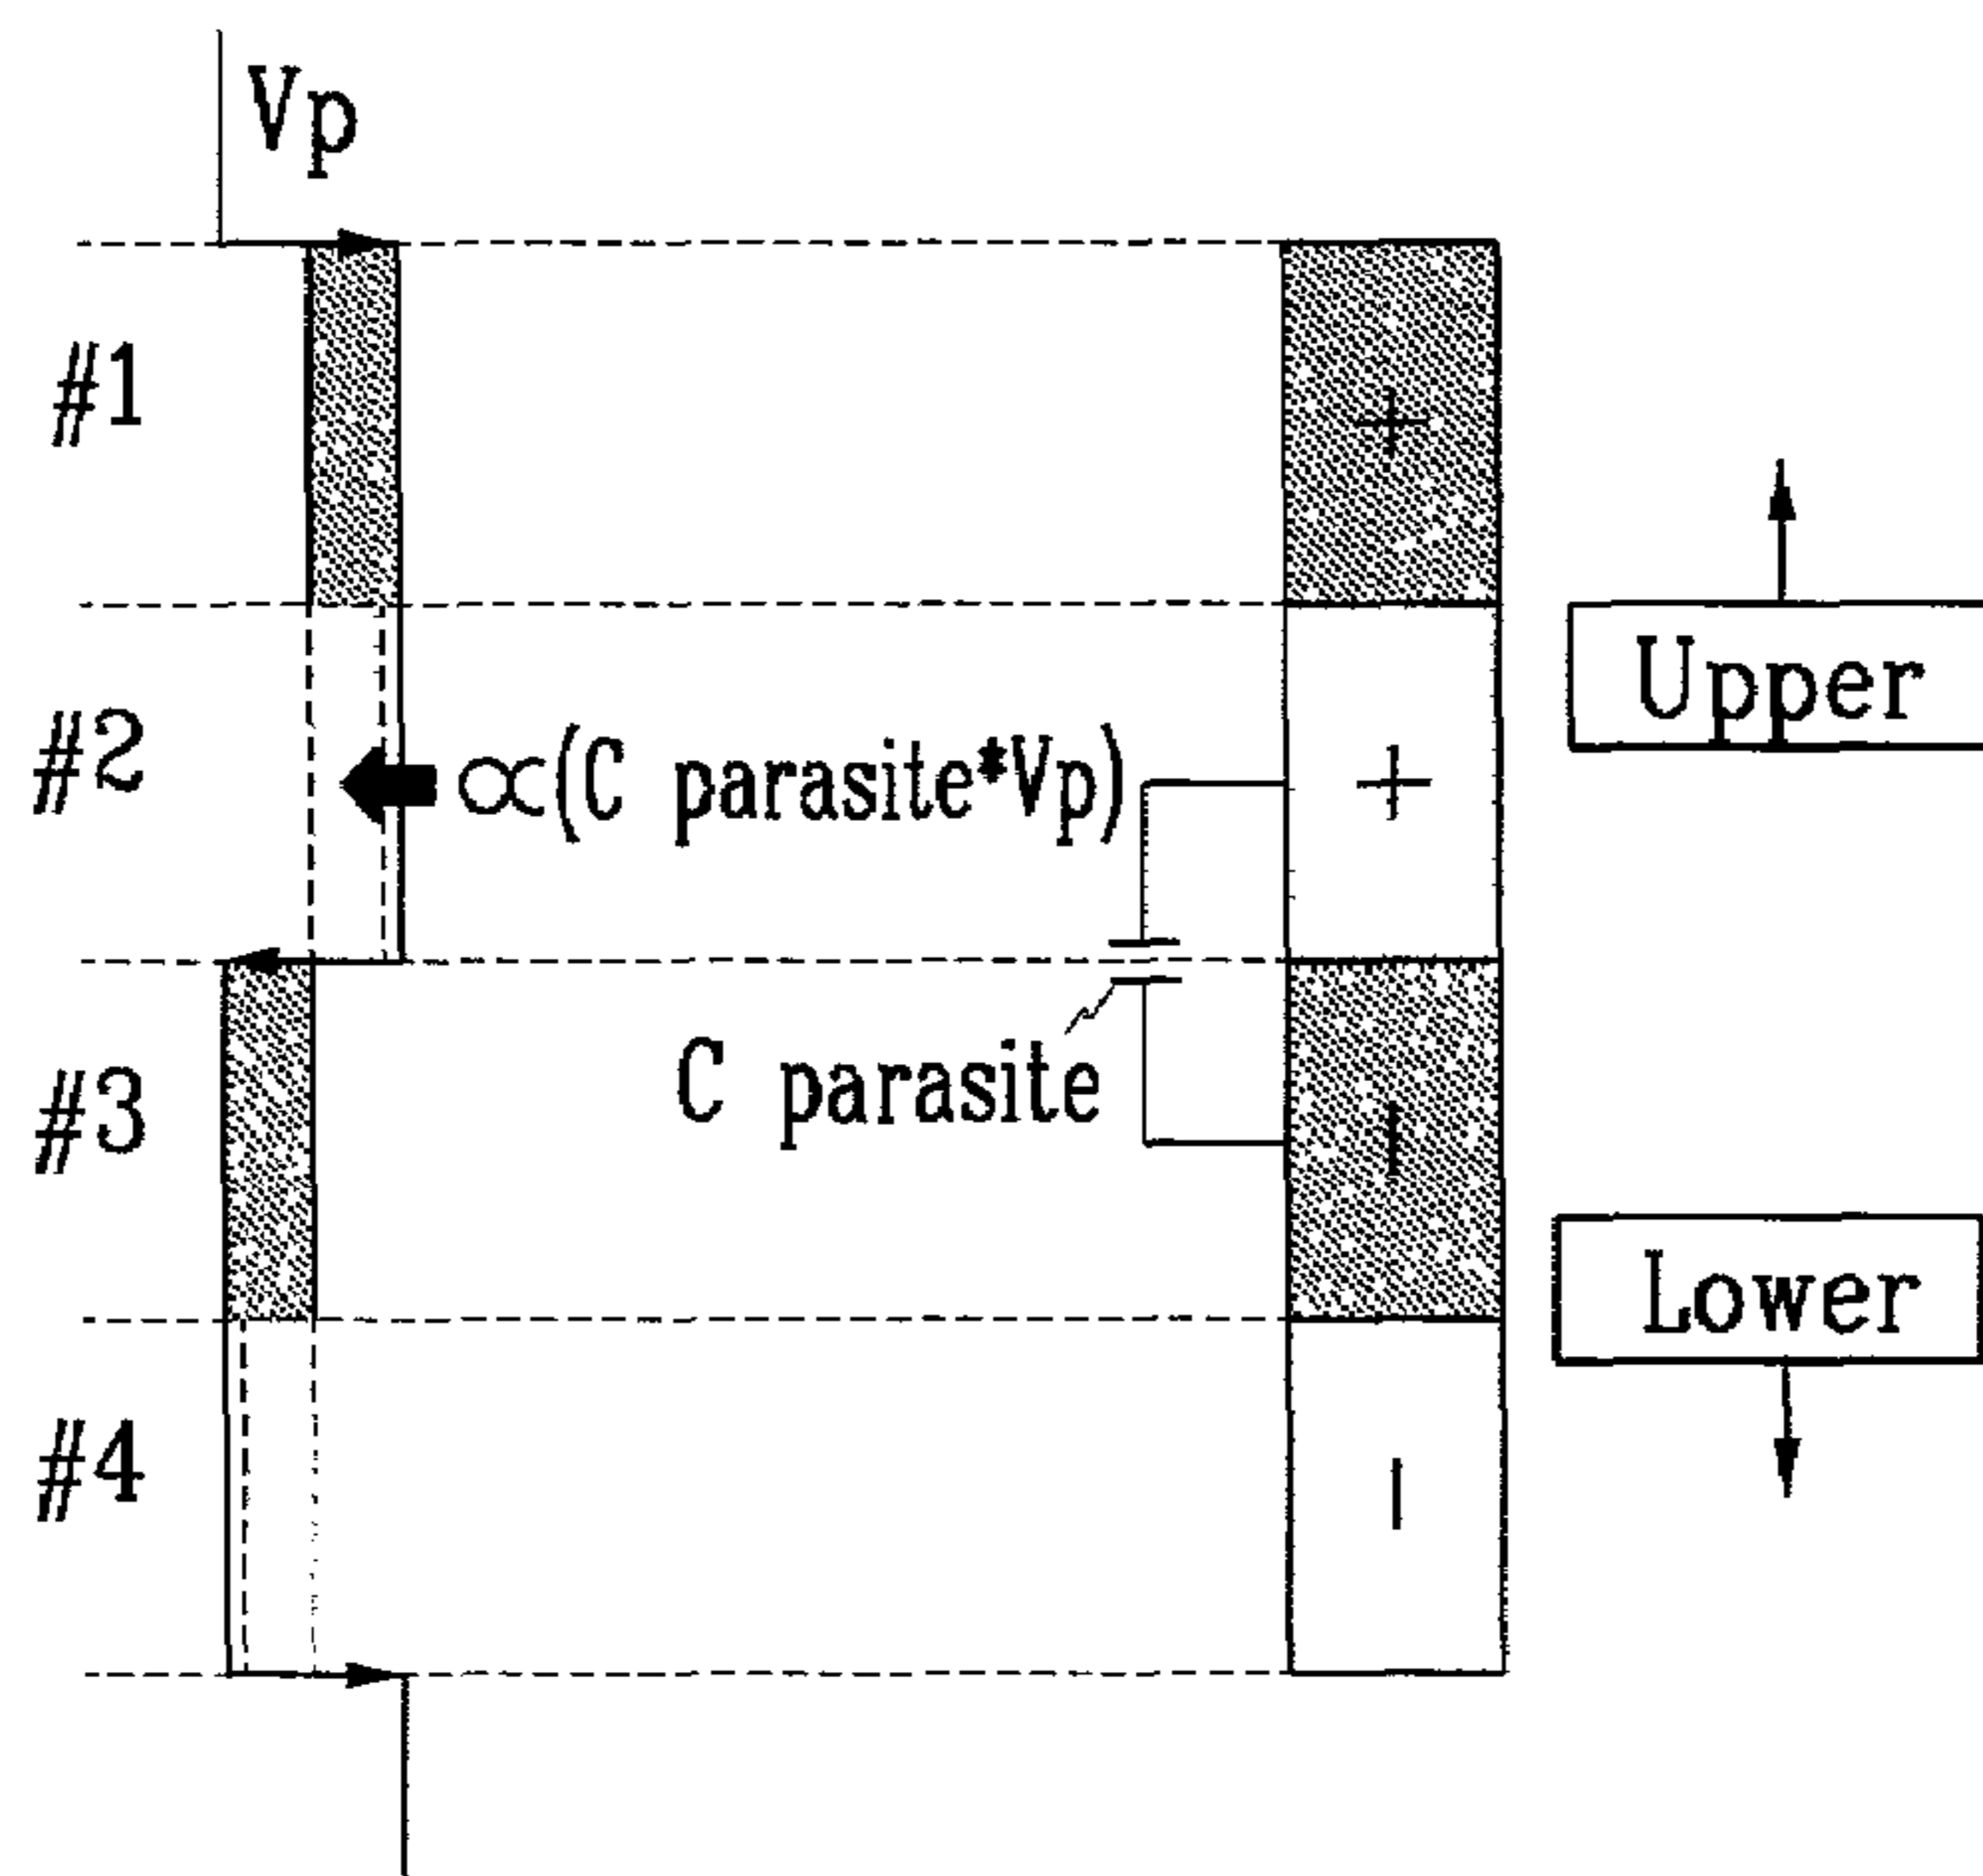 Vp
#1
+
Upper
#2
∝(C parasite*Vp)
+
#3
C parasite
|
Lower
#4
|